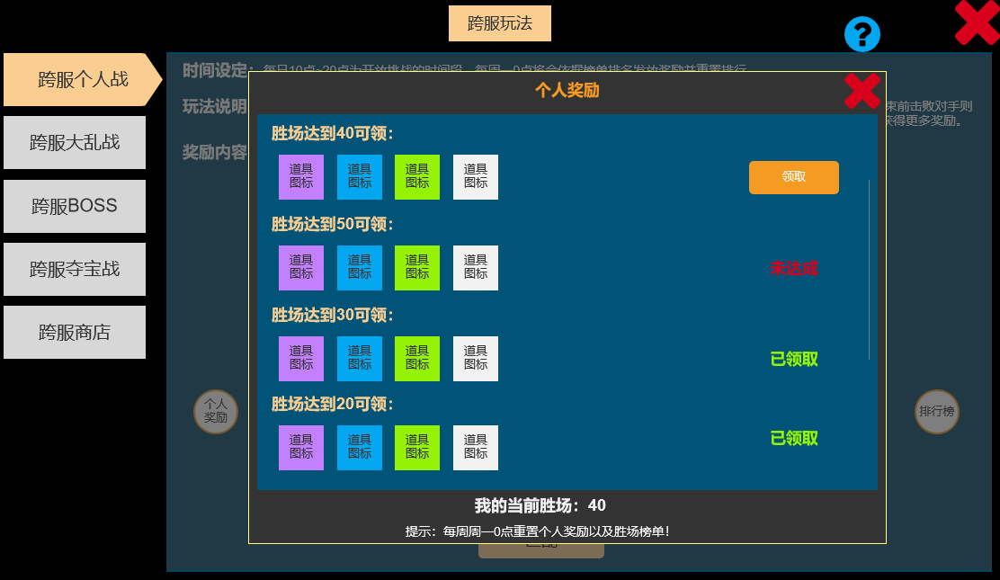 跨服玩法
?
跨服个人战
跨服大乱战
跨服BOSS
跨服夺宝战
跨服商店
时间设定：每日10点~20点为开放挑战的时间段，每周一0点将会依据榜单排名发放奖励并重置排行
玩法说明
束前击败对手则
获得更多奖励。
奖励内容
个人奖励
胜场达到40可领：
道具 道具 道具 道具
图标 图标 图标 图标
领取
胜场达到50可领：
道具 道具 道具 道具
图标 图标 图标 图标
未达成
胜场达到30可领：
道具 道具 道具 道具
图标 图标 图标 图标
已领取
胜场达到20可领：
道具 道具 道具 道具
图标 图标 图标 图标
已领取
我的当前胜场：40
提示：每周周一0点重置个人奖励以及胜场榜单！
个人
奖励
排行榜